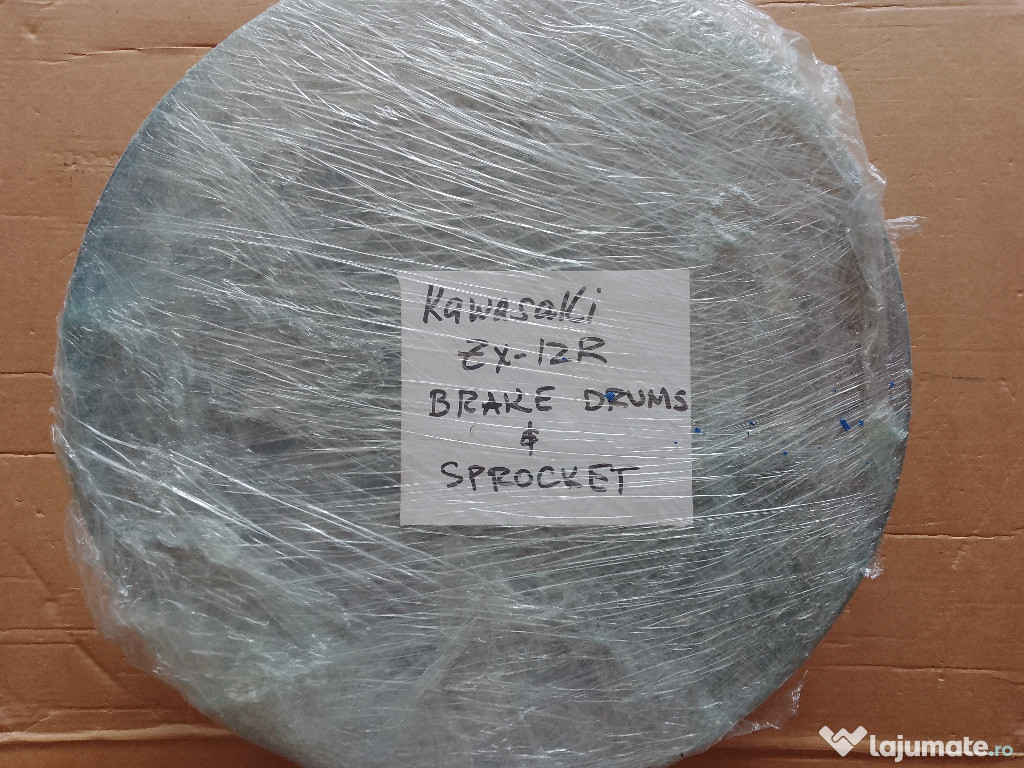 Kawasaki
ZX-12R
BRAKE DRUMS
&
SPROCKET
lajumate.ro